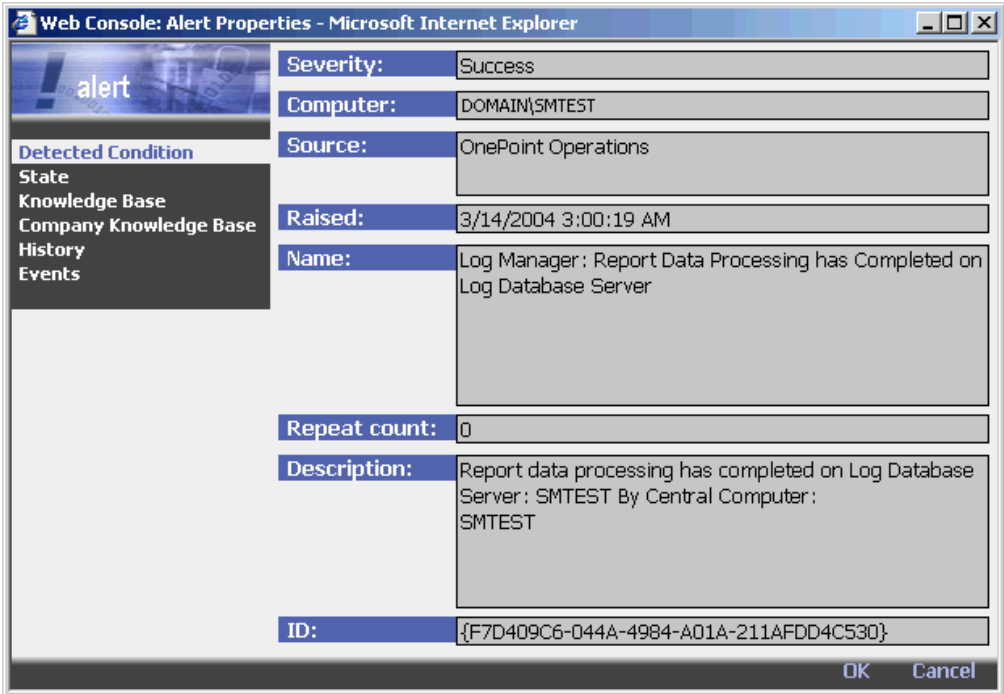 Web Console: Alert Properties - Microsoft Internet Explorer
alert
Detected Condition
State
Knowledge Base
Company Knowledge Base
History
Events
Severity: Success
Computer: DOMAIN\SMTEST
Source: OnePoint Operations
Raised: 3/14/2004 3:00:19 AM
Name: Log Manager: Report Data Processing has Completed on
Log Database Server
Repeat count: 0
Description: Report data processing has completed on Log Database
Server: SMTEST By Central Computer:
SMTEST
ID: {F7D409C6-044A-4984-A01A-211AFDD4C530}
OK Cancel